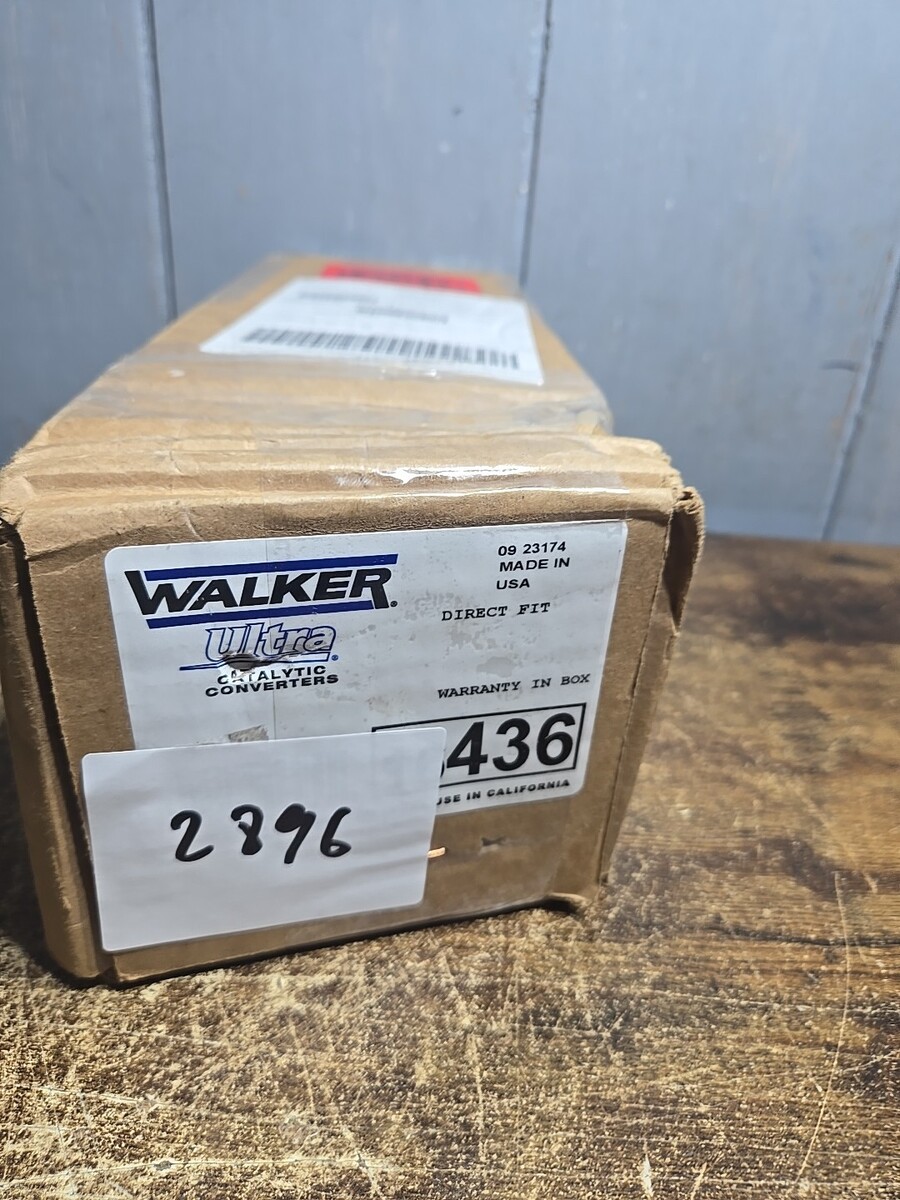 09 23174
MADE IN
USA
WALKER®
DIRECT FIT
Ultra®
CATALYTIC
CONVERTERS
WARRANTY IN BOX
436
USE IN CALIFORNIA
2896